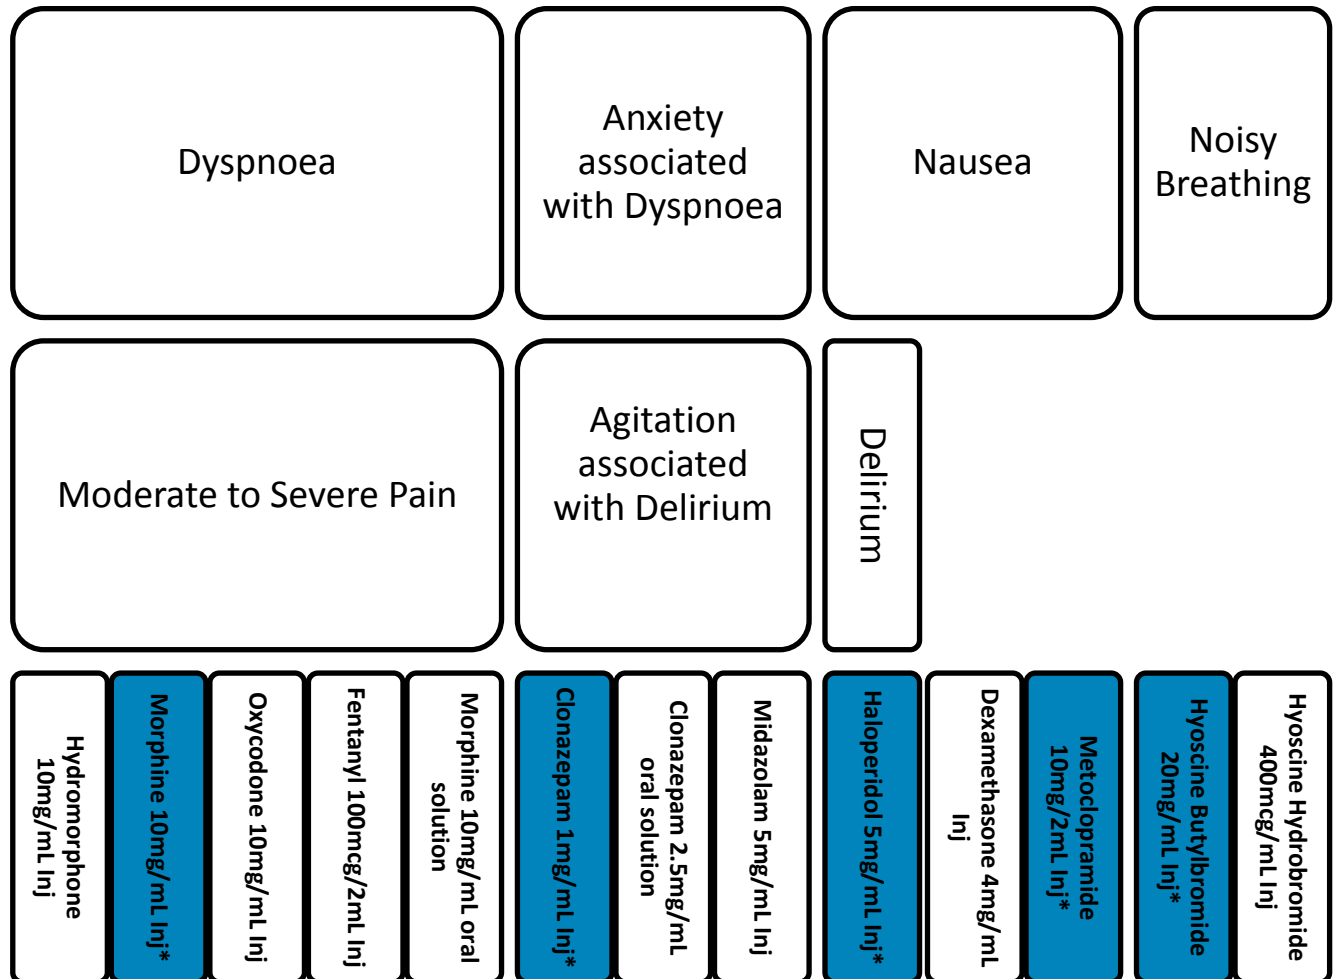 Dyspnoea
Anxiety
associated
with Dyspnoea
Nausea
Noisy
Breathing
Moderate to Severe Pain
Agitation
associated
with Delirium
Delirium
Hydromorphone
10mg/mL Inj
Morphine 10mg/mL Inj*
Oxycodone 10mg/mL Inj
Fentanyl 100mcg/2mL Inj
Morphine 10mg/mL oral
solution
Clonazepam 1mg/mL Inj*
Clonazepam 2.5mg/mL
oral solution
Midazolam 5mg/mL Inj
Haloperidol 5mg/mL Inj*
Dexamethasone 4mg/mL
Inj
Metoclopramide
10mg/2mL Inj*
Hyoscine Butylbromide
20mg/mL Inj*
Hyoscine Hydrobromide
400mcg/mL Inj